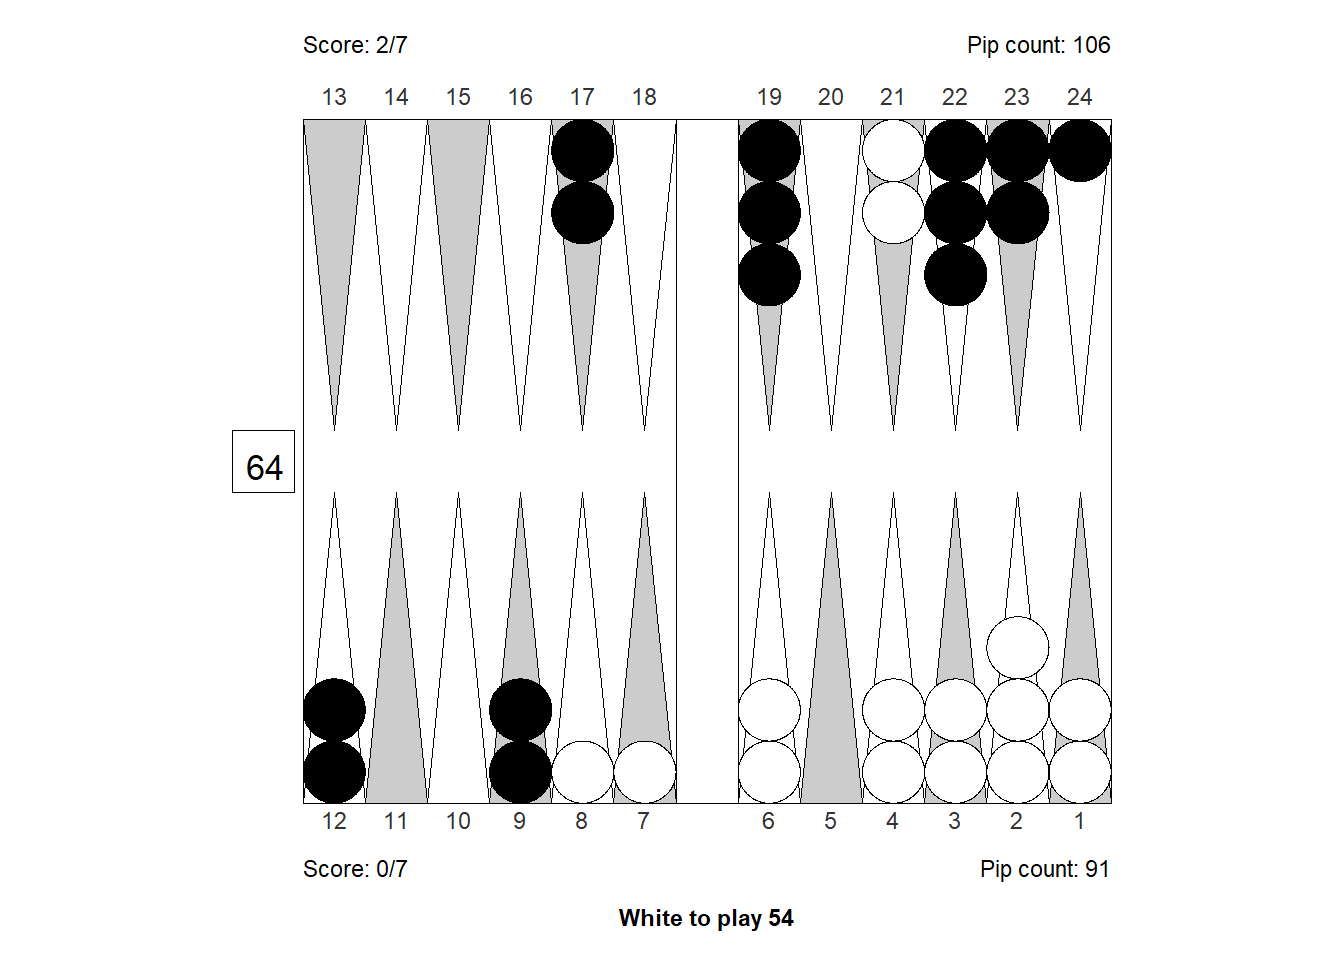 Score: 2/7 Pip count: 106
13 14 15 16 17 18 19 20 21 22 23 24
64
12 11 10 9 8 7 6 5 4 3 2 1
Score: 0/7 Pip count: 91
White to play 54